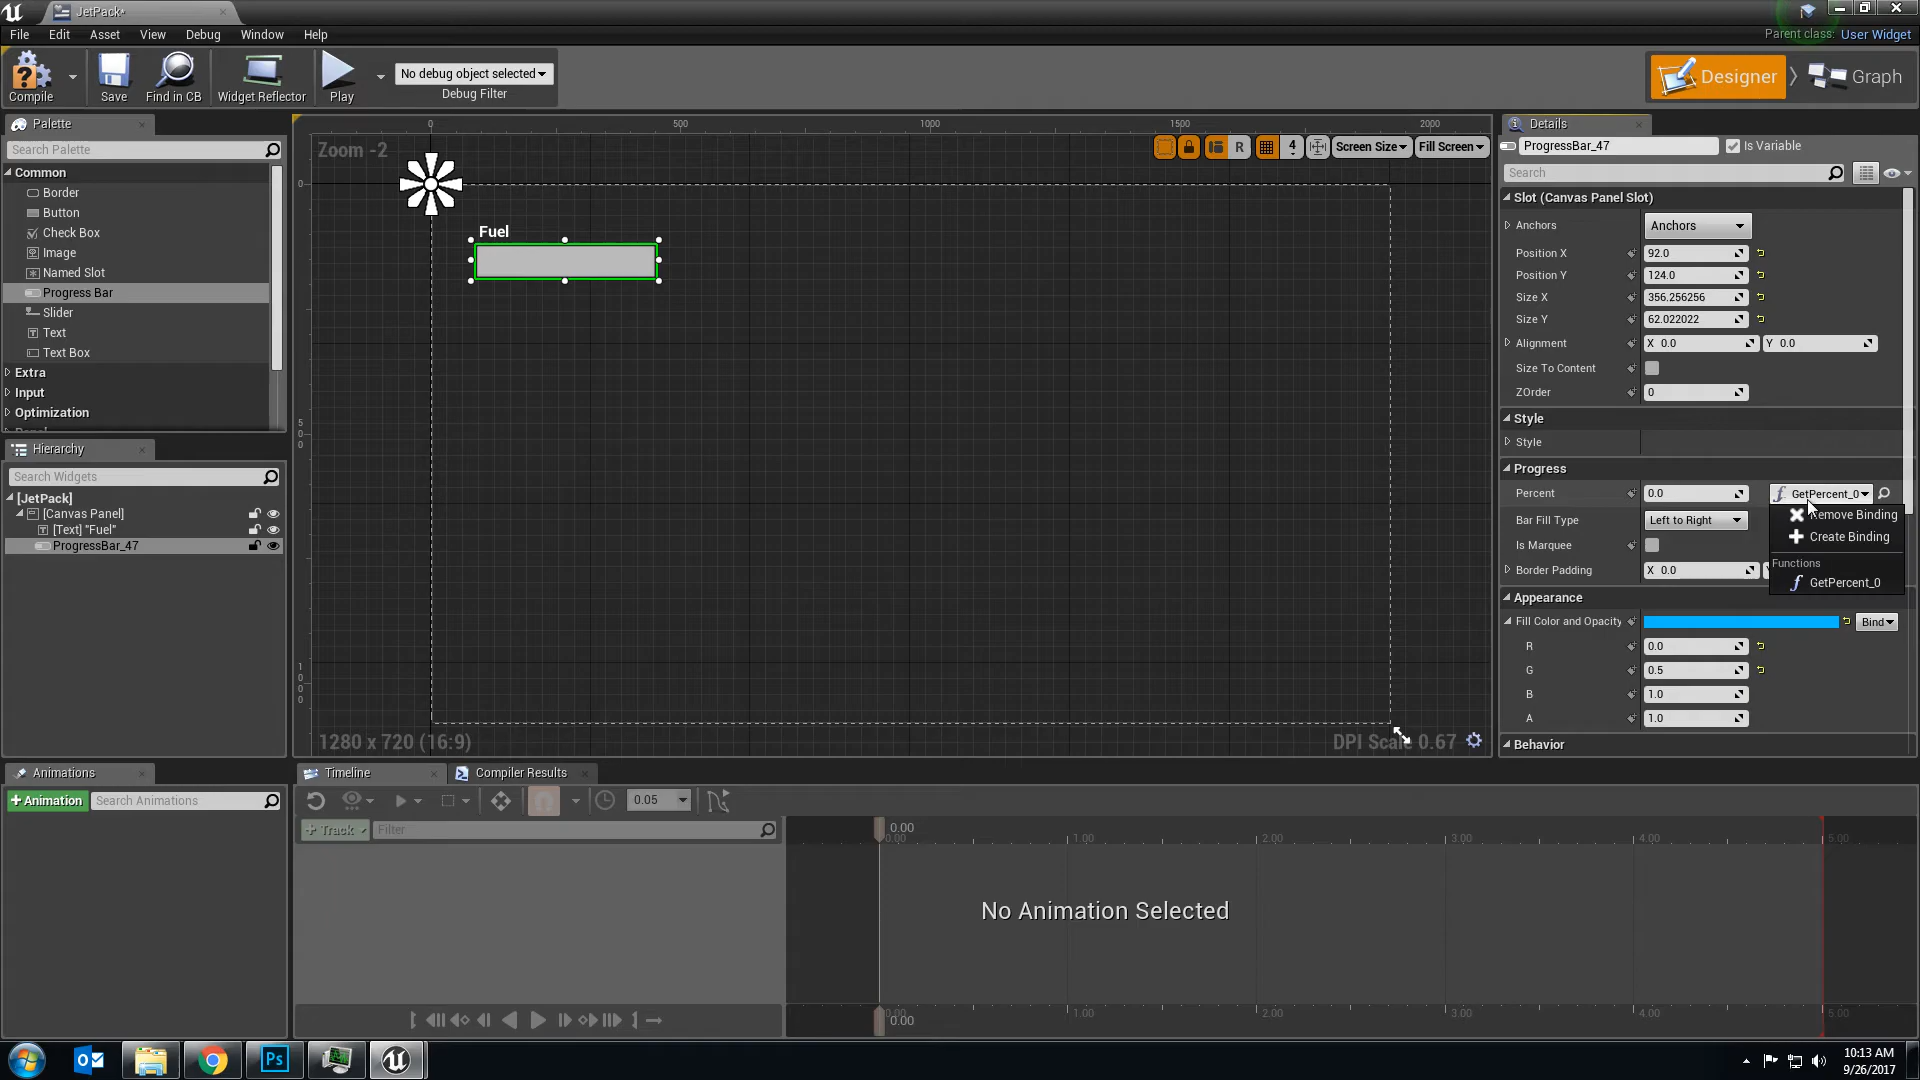 JetPack*
File Edit Asset View Debug Window Help
Parent class: User Widget
Compile Save Find in CB Widget Reflector Play
No debug object selected
Debug Filter
Designer Graph
Palette
Search Palette
Common
Border
Button
Check Box
Image
Named Slot
Progress Bar
Slider
Text
Text Box
Extra
Input
Optimization
Hierarchy
Search Widgets
[JetPack]
[Canvas Panel]
[Text] "Fuel"
ProgressBar_47
0 500 1000 1500 2000
Zoom -2
R 4 Screen Size Fill Screen
0
500
1000
Fuel
1280 x 720 (16:9)
DPI Scale 0.67
Details
ProgressBar_47 Is Variable
Search
Slot (Canvas Panel Slot)
Anchors Anchors
Position X 92.0
Position Y 124.0
Size X 356.256256
Size Y 62.022022
Alignment X 0.0 Y 0.0
Size To Content
ZOrder 0
Style
Style
Progress
Percent 0.0 GetPercent_0
Bar Fill Type Left to Right
Is Marquee
Border Padding X 0.0
Remove Binding
Create Binding
Functions
GetPercent_0
Appearance
Fill Color and Opacity Bind
R 0.0
G 0.5
B 1.0
A 1.0
Behavior
Animations
+Animation Search Animations
Timeline Compiler Results
0.05
+ Track Filter
0.00
0.00 1.00 2.00 3.00 4.00 5.00
No Animation Selected
0.00 1.00 2.00 3.00 4.00 5.00
0.00
Ps
10:13 AM
9/26/2017